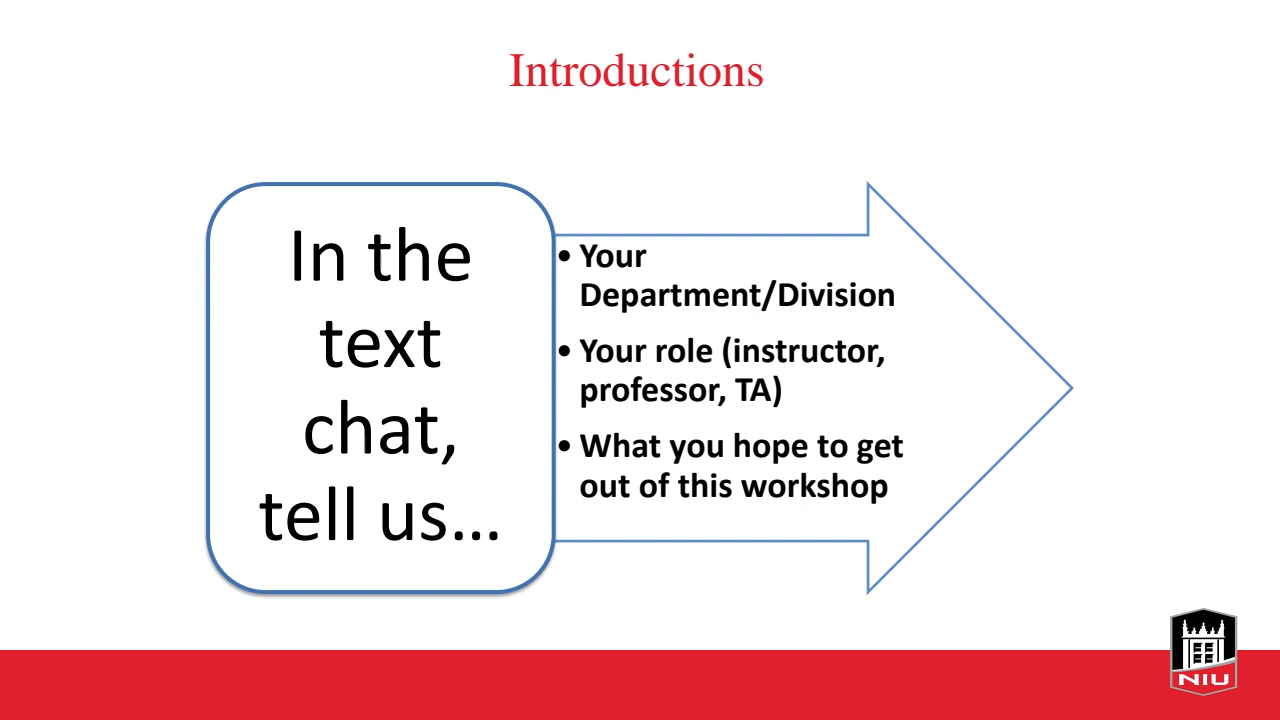 Introductions
In the
text
chat,
tell us...
• Your
Department/Division
• Your role (instructor,
professor, TA)
• What you hope to get
out of this workshop
NIU